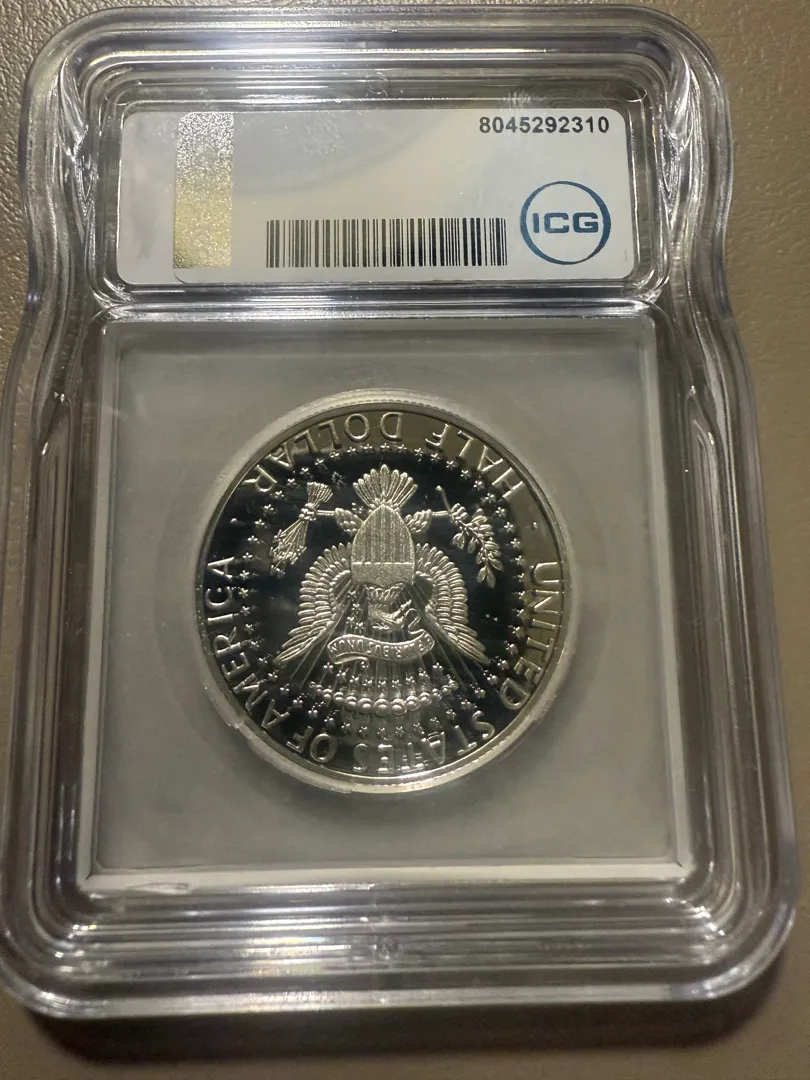 8045292310
ICG
UNITED STATES OF AMERICA
· HALF DOLLAR ·